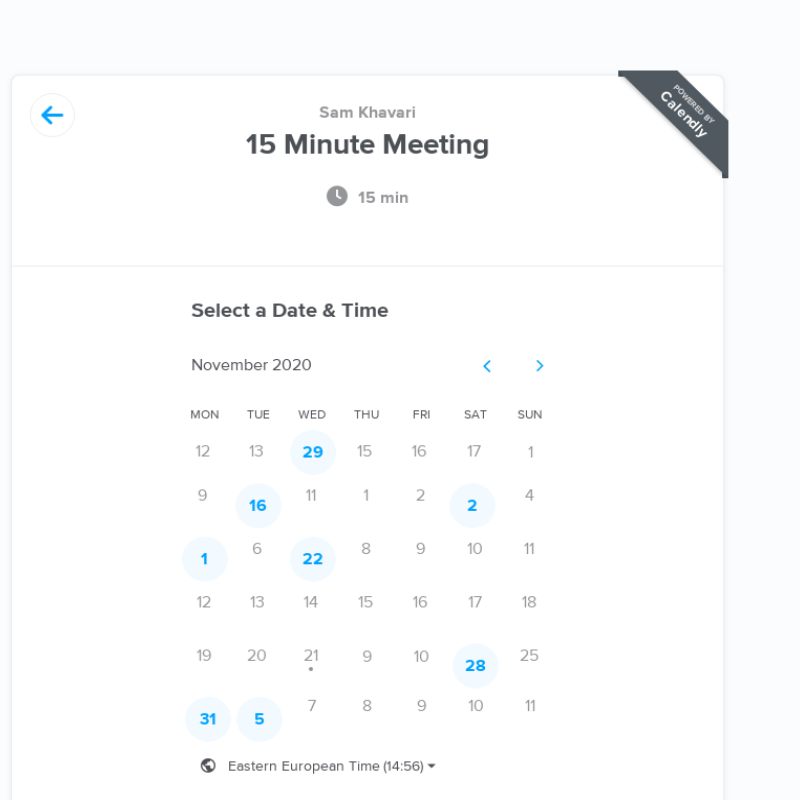 POWERED BY
Calendly
Sam Khavari
15 Minute Meeting
15 min
Select a Date & Time
November 2020
MON TUE WED THU FRI SAT SUN
12 13 29 15 16 17 1
9 16 11 1 2 2 4
1 6 22 8 9 10 11
12 13 14 15 16 17 18
19 20 21 9 10 28 25
31 5 7 8 9 10 11
Eastern European Time (14:56)